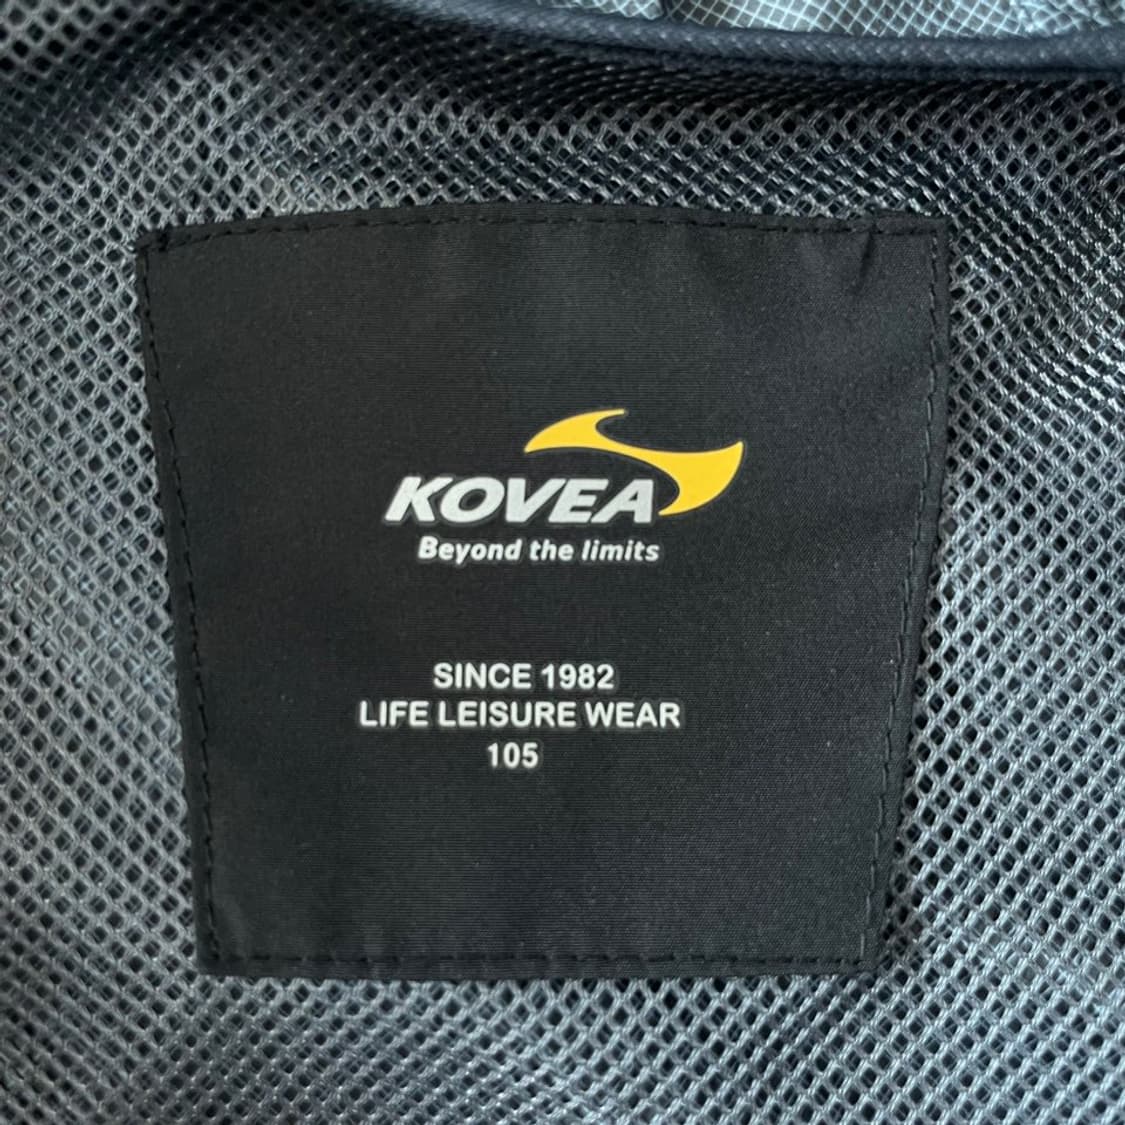 KOVEA
Beyond the limits
SINCE 1982
LIFE LEISURE WEAR
105